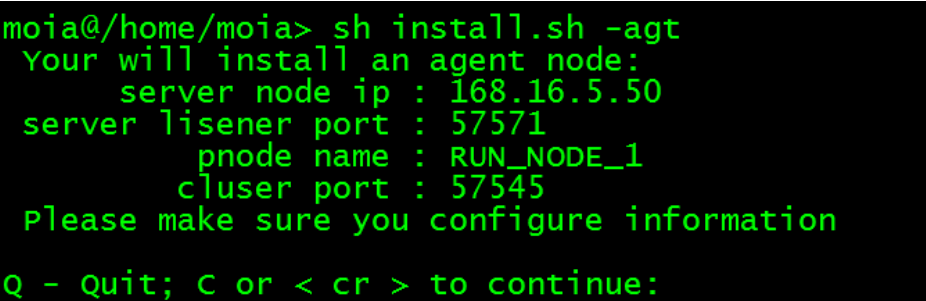 moia@/home/moia> sh install.sh -agt
Your will install an agent node:
server node ip : 168.16.5.50
server lisener port : 57571
pnode name : RUN_NODE_1
cluser port : 57545
Please make sure you configure information
Q - Quit; C or < cr > to continue: